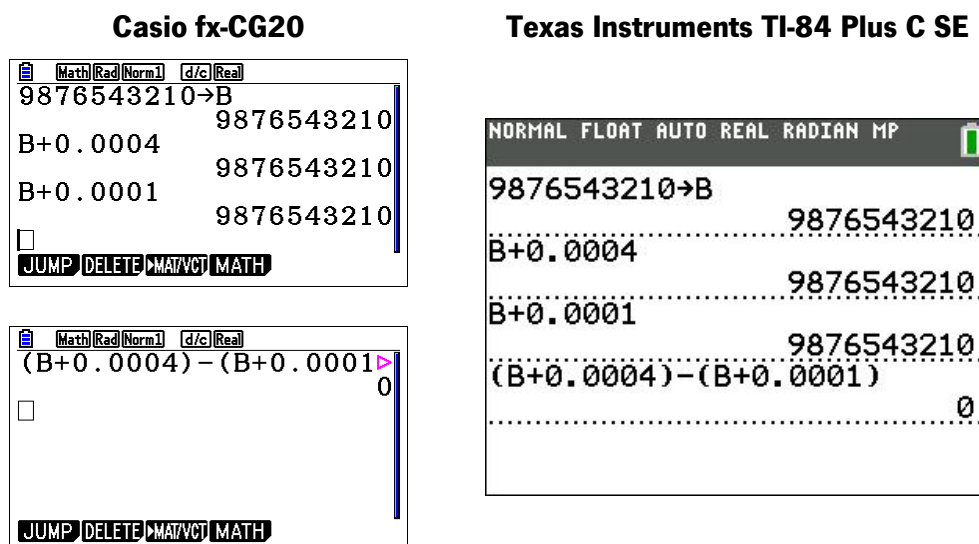 Casio fx-CG20
Math Rad Norm1 d/c Real
9876543210→B
9876543210
B+0.0004
9876543210
B+0.0001
9876543210
JUMP DELETE ▶MAT/VCT MATH
Math Rad Norm1 d/c Real
(B+0.0004)-(B+0.0001▷
0
JUMP DELETE ▶MAT/VCT MATH
Texas Instruments TI-84 Plus C SE
NORMAL FLOAT AUTO REAL RADIAN MP
9876543210→B
9876543210
B+0.0004
9876543210
B+0.0001
9876543210
(B+0.0004)-(B+0.0001)
0